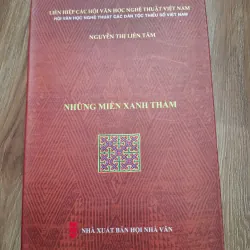 LIÊN HIỆP CÁC HỘI VĂN HỌC NGHỆ THUẬT VIỆT NAM
HỘI VĂN HỌC NGHỆ THUẬT CÁC DÂN TỘC THIỂU SỐ VIỆT NAM
NGUYỄN THỊ LIÊN TÂM
NHỮNG MIỀN XANH THẲM
NHÀ XUẤT BẢN HỘI NHÀ VĂN